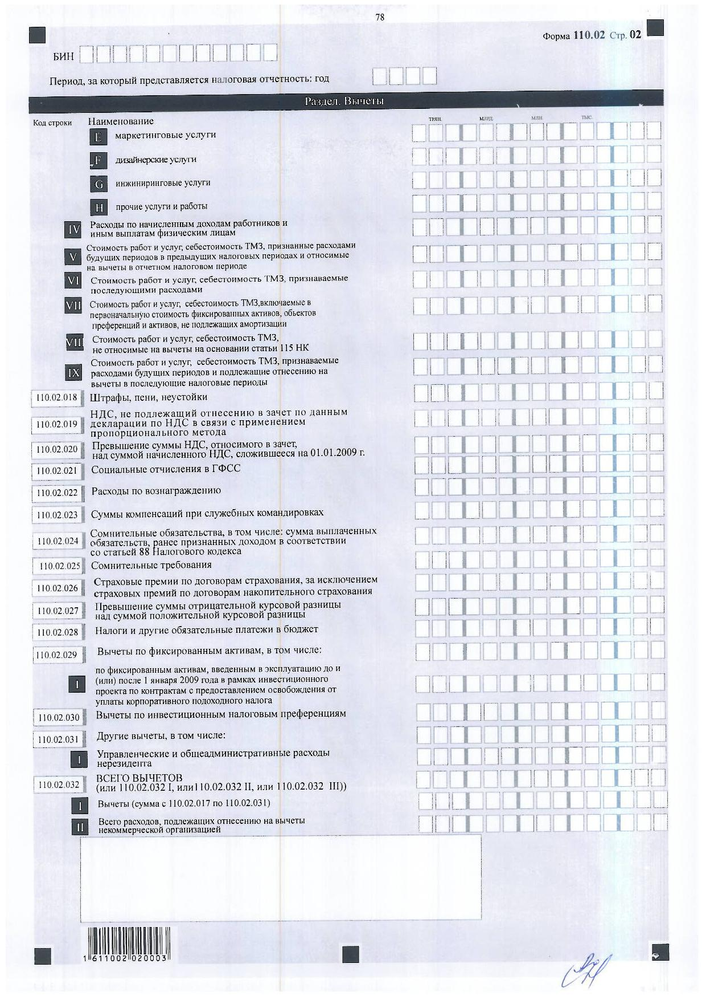 78
Форма 110.02 Стр. 02
БИН
Период, за который представляется налоговая отчетность: год
Раздел. Вычеты
Код строки Наименование ТРЛН. МЛРД. МЛН. ТЫС.
E маркетинговые услуги
F дизайнерские услуги
G инжиниринговые услуги
H прочие услуги и работы
IV Расходы по начисленным доходам работников и
иным выплатам физическим лицам
Стоимость работ и услуг, себестоимость ТМЗ, признанные расходами
V будущих периодов в предыдущих налоговых периодах и относимые
на вычеты в отчетном налоговом периоде
VI Стоимость работ и услуг, себестоимость ТМЗ, признаваемые
последующими расходами
VII Стоимость работ и услуг, себестоимость ТМЗ,включаемые в
первоначальную стоимость фиксированных активов, обьектов
преференций и активов, не подлежащих амортизации
VIII Стоимость работ и услуг, себестоимость ТМЗ,
не относимые на вычеты на основании статьи 115 НК
Стоимость работ и услуг, себестоимость ТМЗ, признаваемые
IX расходами будущих периодов и подлежащие отнесению на
вычеты в последующие налоговые периоды
110.02.018 Штрафы, пени, неустойки
НДС, не подлежащий отнесению в зачет по данным
110.02.019 декларации по НДС в связи с применением
пропорционального метода
110.02.020 Превышение суммы НДС, относимого в зачет,
над суммой начисленного НДС, сложившееся на 01.01.2009 г.
110.02.021 Социальные отчисления в ГФСС
110.02.022 Расходы по вознаграждению
110.02.023 Суммы компенсаций при служебных командировках
Сомнительные обязательства, в том числе: сумма выплаченных
110.02.024 обязательств, ранее признанных доходом в соответствии
со статьей 88 Налогового кодекса
110.02.025 Сомнительные требования
110.02.026 Страховые премии по договорам страхования, за исключением
страховых премий по договорам накопительного страхования
110.02.027 Превышение суммы отрицательной курсовой разницы
над суммой положительной курсовой разницы
110.02.028 Налоги и другие обязательные платежи в бюджет
110.02.029 Вычеты по фиксированным активам, в том числе:
по фиксированным активам, введенным в эксплуатацию до и
I (или) после 1 января 2009 года в рамках инвестиционного
проекта по контрактам с предоставлением освобождения от
уплаты корпоративного подоходного налога
110.02.030 Вычеты по инвестиционным налоговым преференциям
110.02.031 Другие вычеты, в том числе:
I Управленческие и общеадминистративные расходы
нерезидента
110.02.032 ВСЕГО ВЫЧЕТОВ
(или 110.02.032 I, или110.02.032 II, или 110.02.032 III))
I Вычеты (сумма с 110.02.017 по 110.02.031)
II Всего расходов, подлежащих отнесению на вычеты
некоммерческой организацией
1 611002 020003